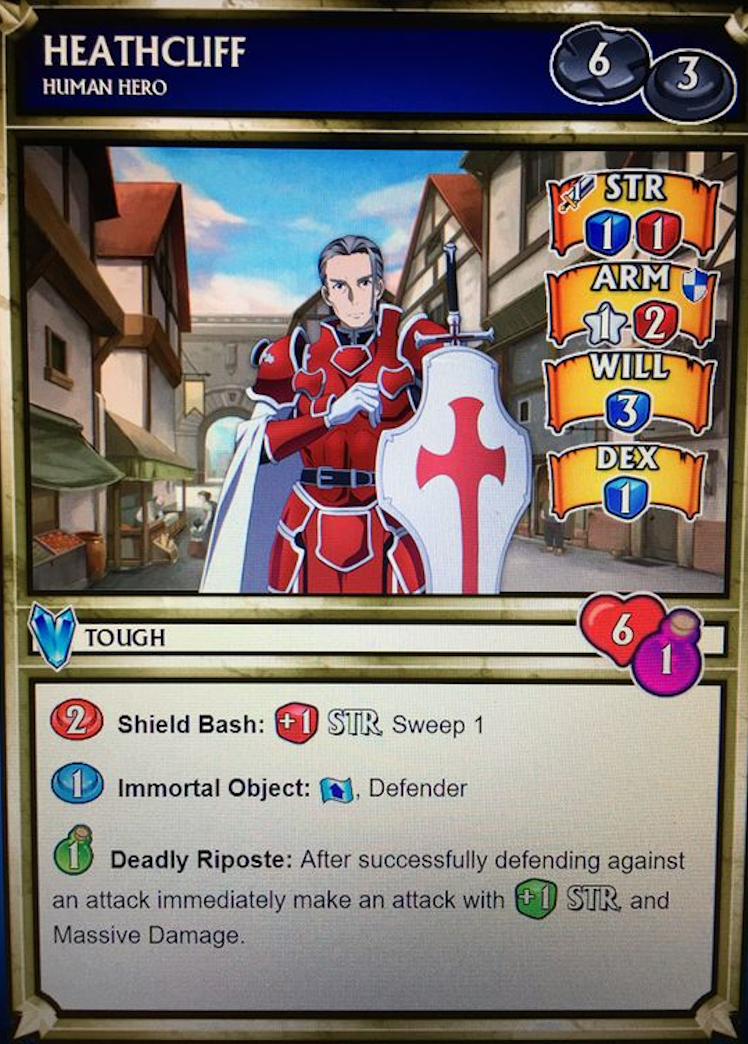 HEATHCLIFF
HUMAN HERO
6 3
1 STR
1 1
ARM
1 2
WILL
3
DEX
1
TOUGH
6
1
2 Shield Bash: +1 STR Sweep 1
1 Immortal Object: , Defender
1 Deadly Riposte: After successfully defending against
an attack immediately make an attack with +1 STR and
Massive Damage.